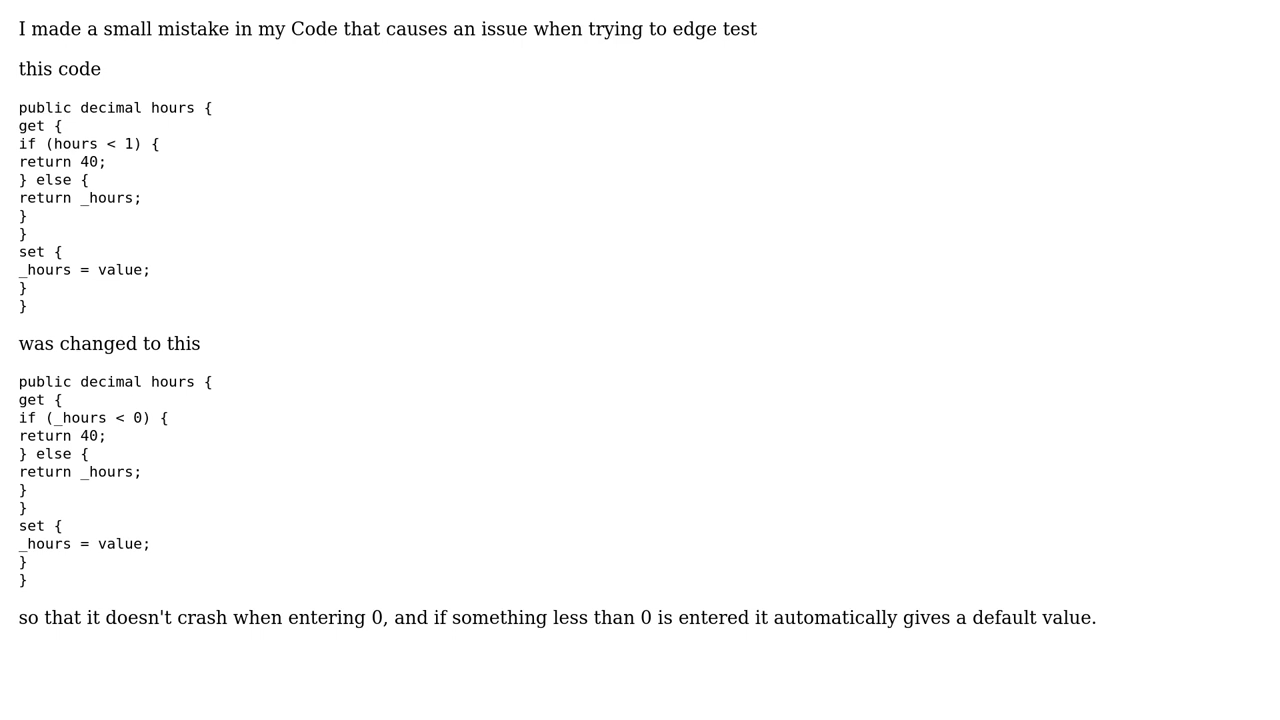 I made a small mistake in my Code that causes an issue when trying to edge test
this code
public decimal hours {
get {
if (hours < 1) {
return 40;
} else {
return _hours;
}
}
set {
_hours = value;
}
}
was changed to this
public decimal hours {
get {
if (_hours < 0) {
return 40;
} else {
return _hours;
}
}
set {
_hours = value;
}
}
so that it doesn't crash when entering 0, and if something less than 0 is entered it automatically gives a default value.